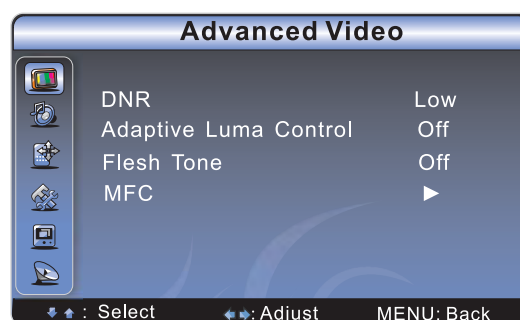 Advanced Video
DNR Low
Adaptive Luma Control Off
Flesh Tone Off
MFC ►
: Select : Adjust MENU: Back